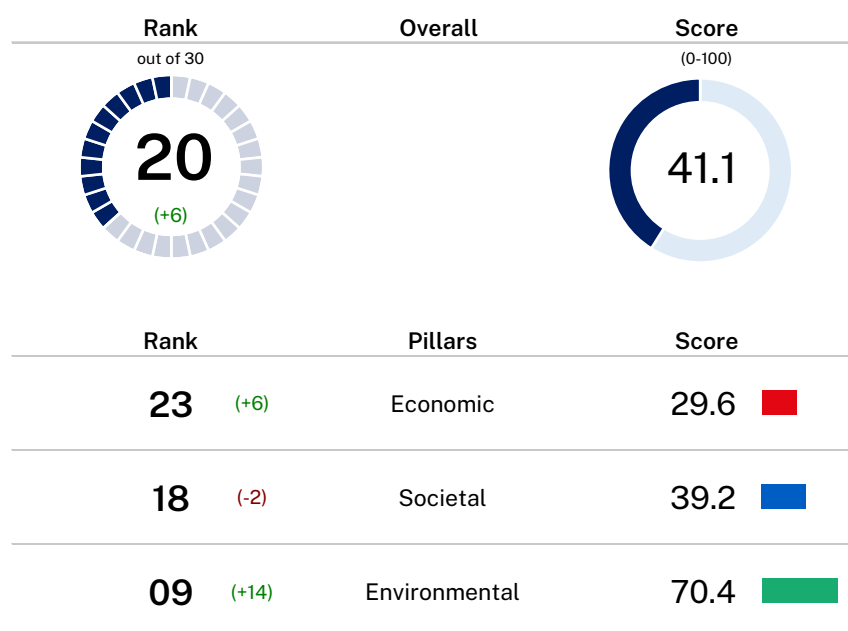 Rank Overall Score
out of 30 (0-100)
20 41.1
(+6)
Rank Pillars Score
23 (+6) Economic 29.6
18 (-2) Societal 39.2
09 (+14) Environmental 70.4